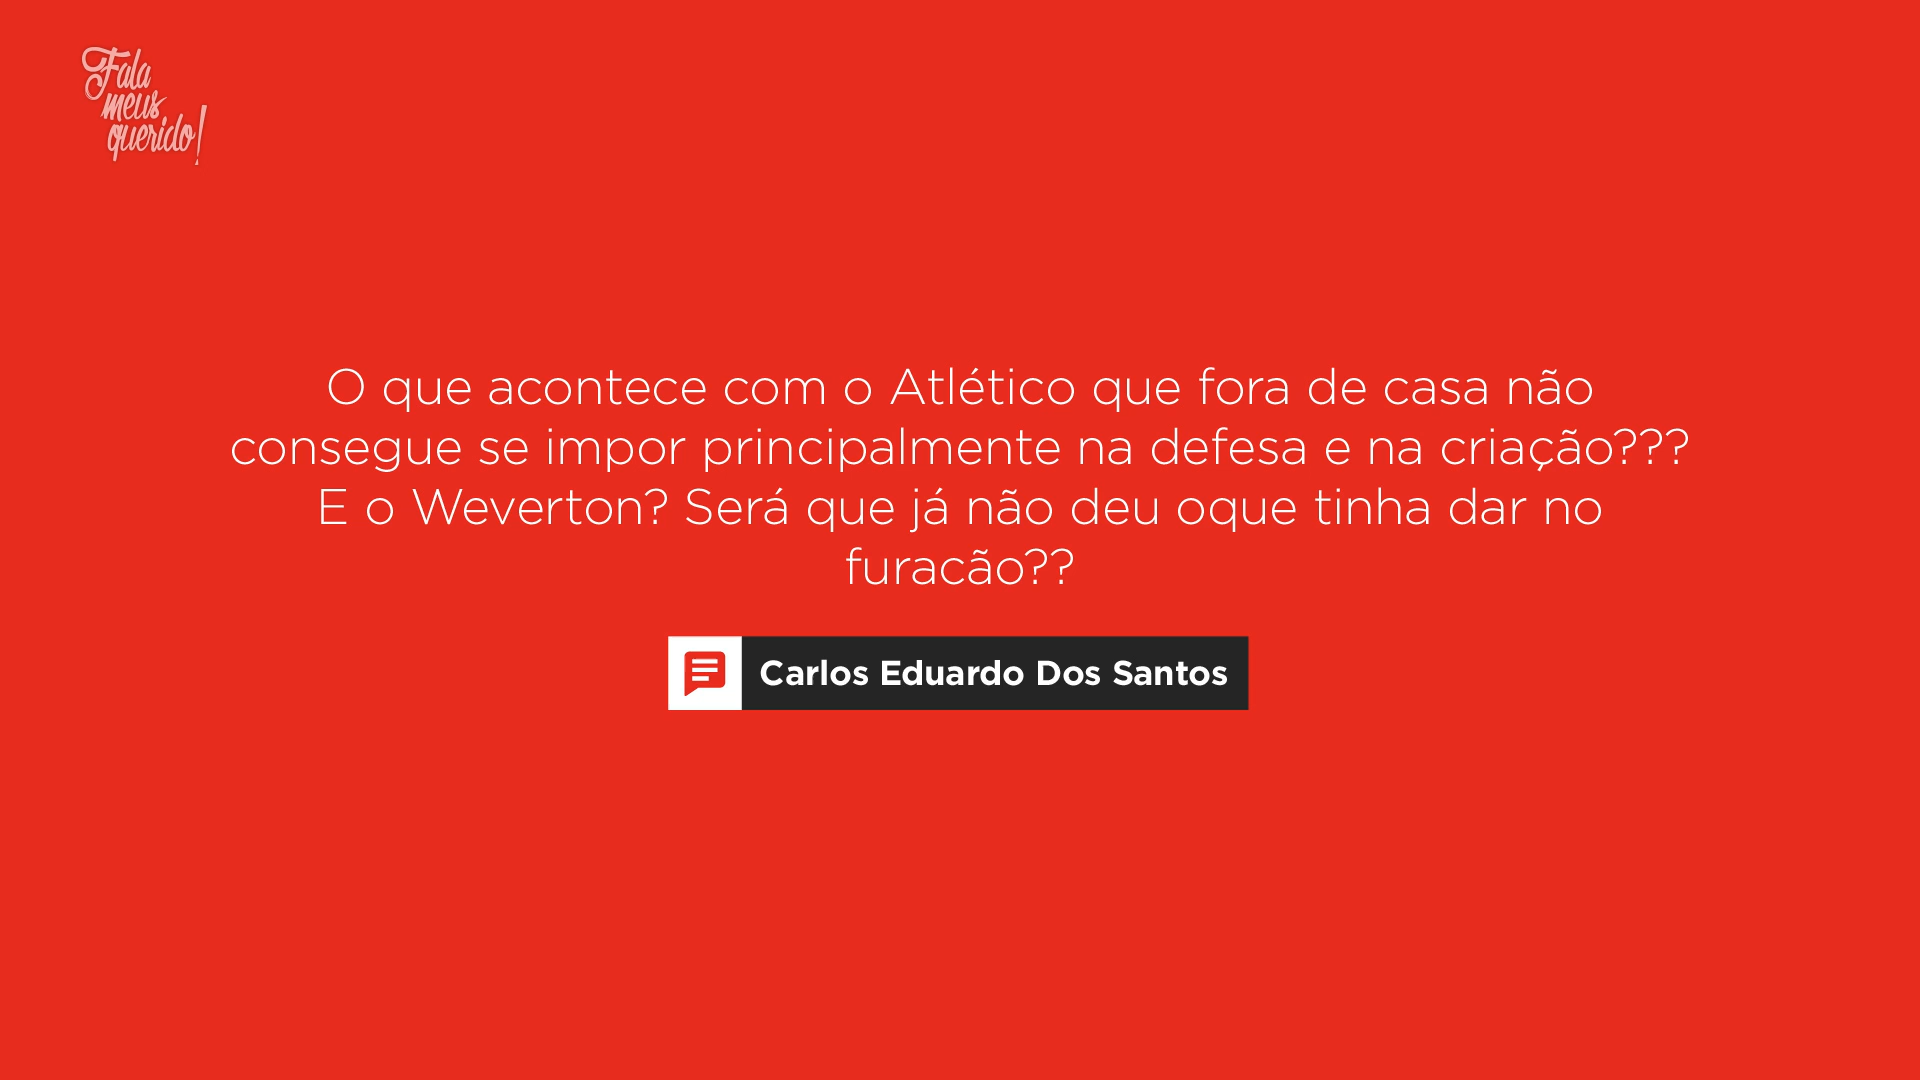 Fala
meus
querido!
O que acontece com o Atlético que fora de casa não
consegue se impor principalmente na defesa e na criação???
E o Weverton? Será que já não deu oque tinha dar no
furacão??
Carlos Eduardo Dos Santos